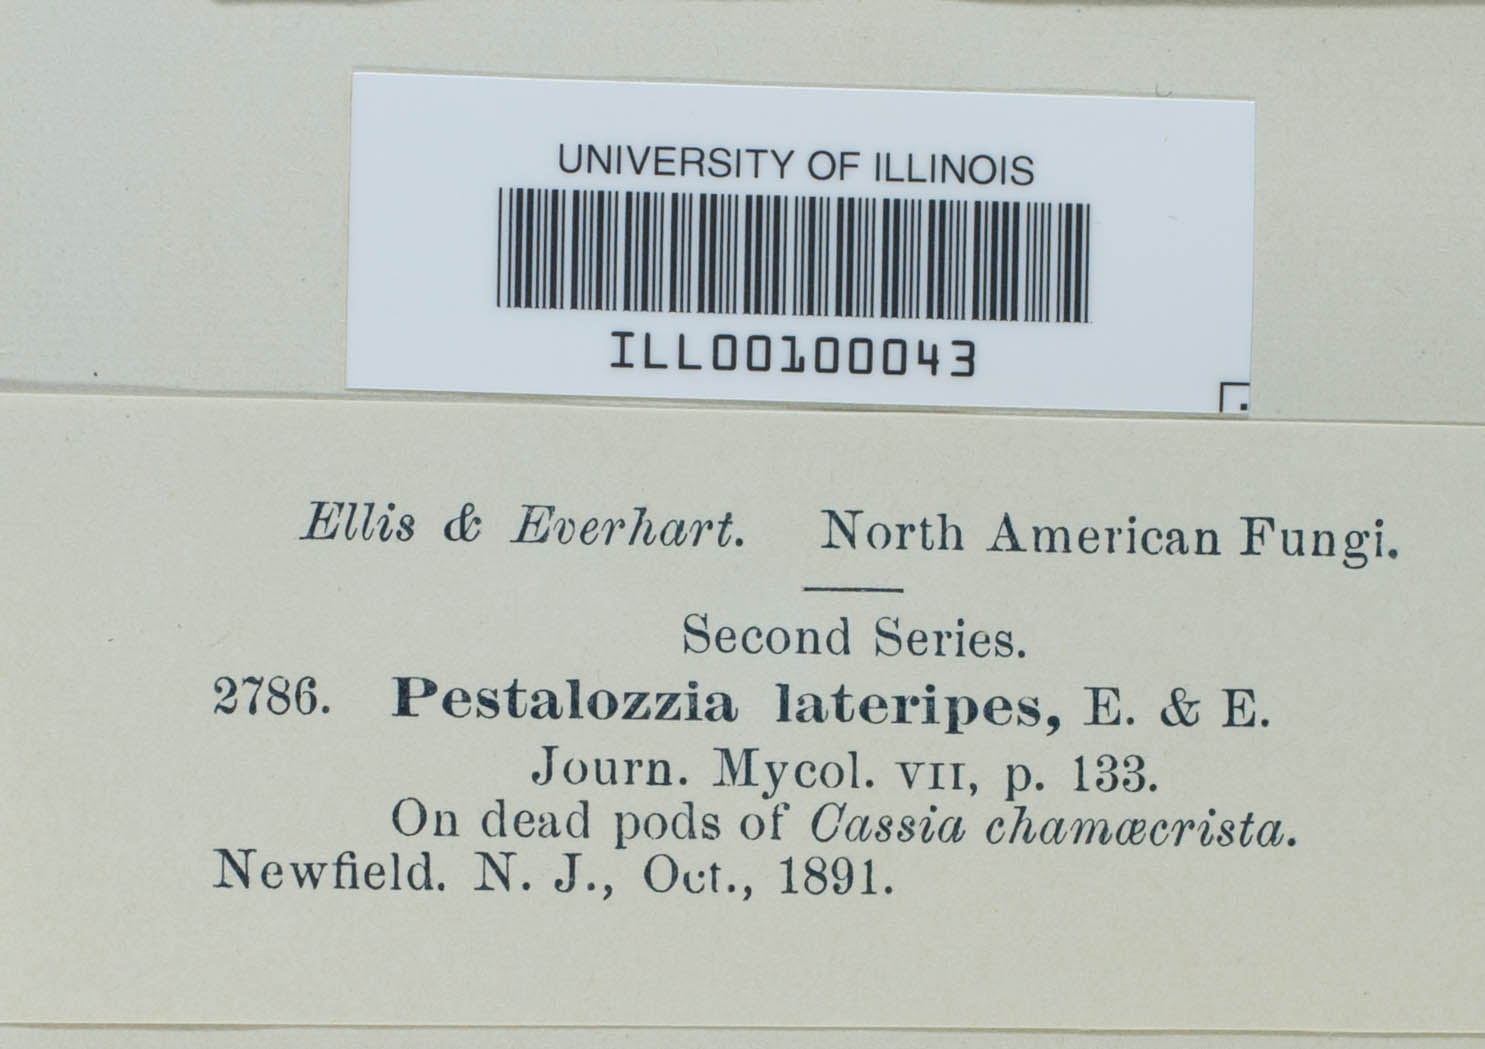 UNIVERSITY OF ILLINOIS
ILL00100043
Ellis & Everhart. North American Fungi.
Second Series.
2786. Pestalozzia lateripes, E. & E.
Journ. Mycol. VII, p. 133.
On dead pods of Cassia chamæcrista.
Newfield. N. J., Oct., 1891.